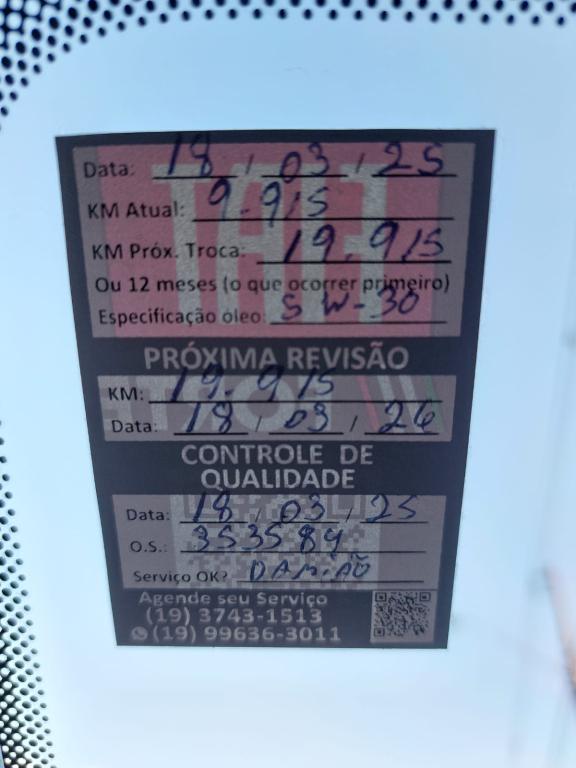 Data: 18 / 03 / 25
KM Atual: 9.915
KM Próx. Troca: 19.915
Ou 12 meses (o que ocorrer primeiro)
Especificação óleo: 5W-30
PRÓXIMA REVISÃO
KM: 19.915
Data: 18 / 03 / 26
CONTROLE DE
QUALIDADE
Data: 18 / 03 / 25
O.S.: 353584
Serviço OK? DAMIÃO
Agende seu Serviço
(19) 3743-1513
(19) 99636-3011